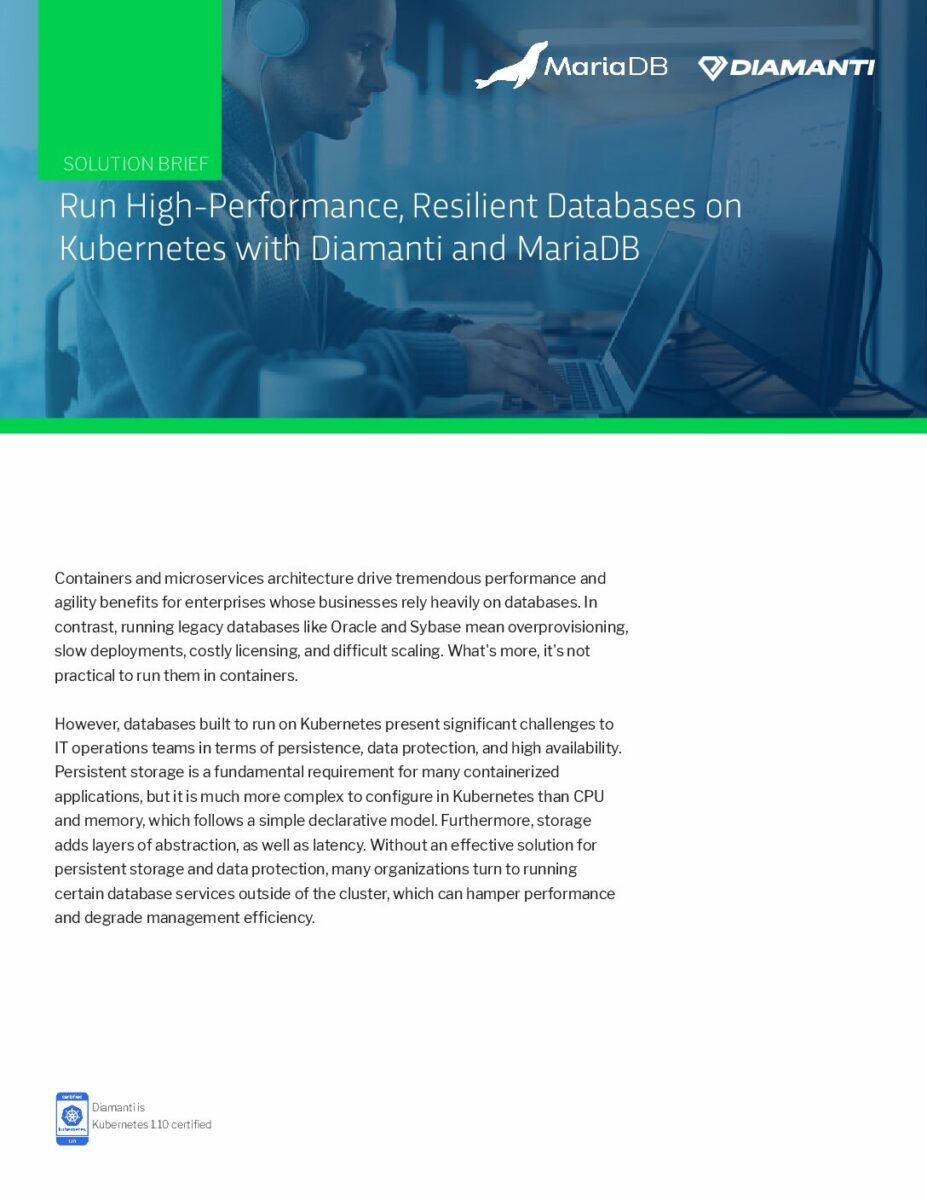 MariaDB
DIAMANTI
SOLUTION BRIEF
Run High-Performance, Resilient Databases on
Kubernetes with Diamanti and MariaDB
Containers and microservices architecture drive tremendous performance and
agility benefits for enterprises whose businesses rely heavily on databases. In
contrast, running legacy databases like Oracle and Sybase mean overprovisioning,
slow deployments, costly licensing, and difficult scaling. What's more, it's not
practical to run them in containers.
However, databases built to run on Kubernetes present significant challenges to
IT operations teams in terms of persistence, data protection, and high availability.
Persistent storage is a fundamental requirement for many containerized
applications, but it is much more complex to configure in Kubernetes than CPU
and memory, which follows a simple declarative model. Furthermore, storage
adds layers of abstraction, as well as latency. Without an effective solution for
persistent storage and data protection, many organizations turn to running
certain database services outside of the cluster, which can hamper performance
and degrade management efficiency.
certified
kubernetes
Diamanti is
Kubernetes 1.10 certified